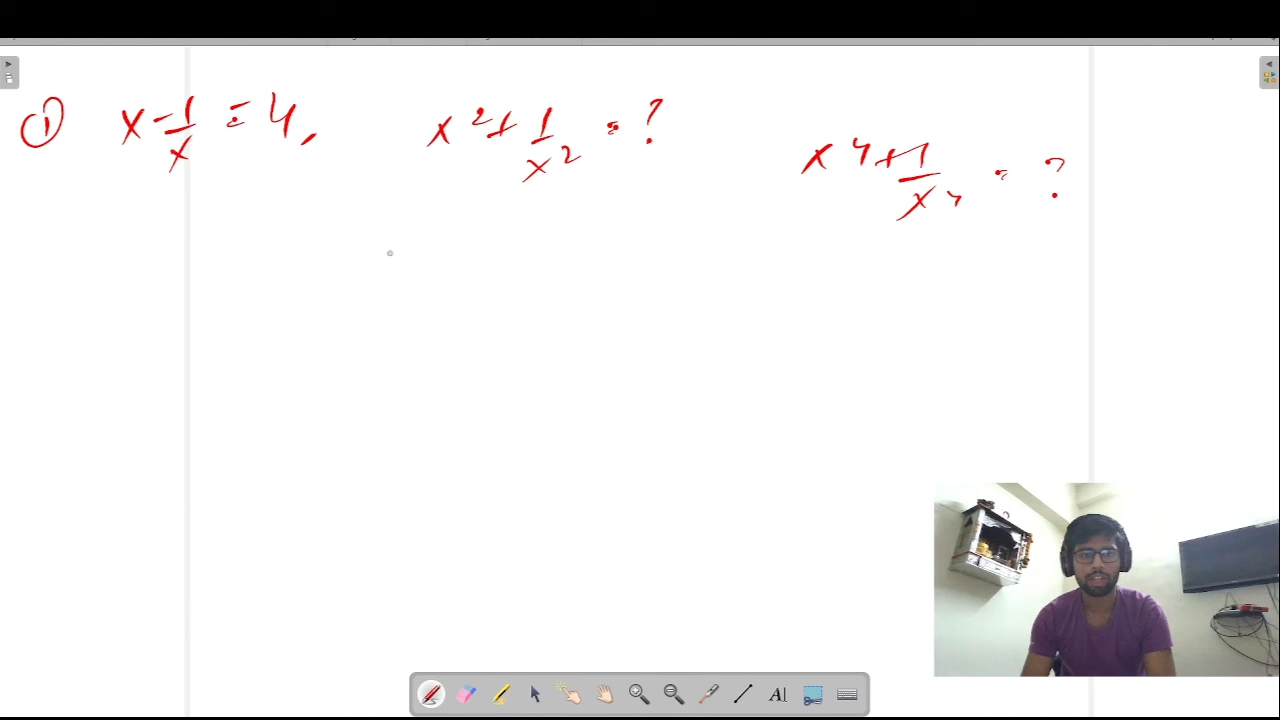 ① x - 1/x = 4, x² + 1/x² = ?
x⁴ + 1/x⁴ = ?
A